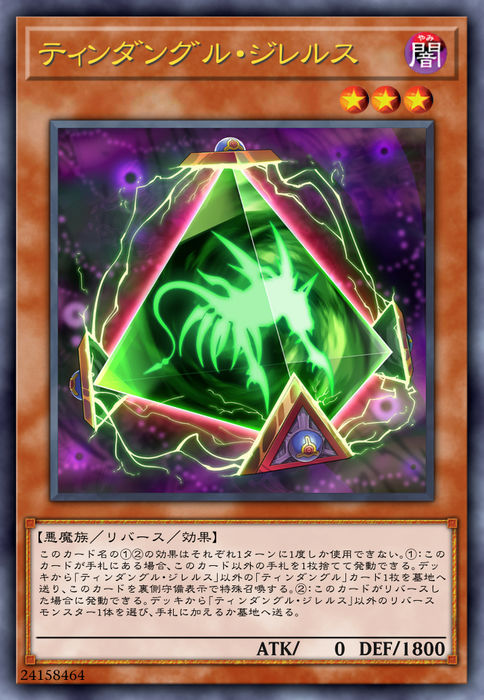 ティンダングル・ジレルス
やみ
闇
【悪魔族／リバース／効果】
このカード名の①②の効果はそれぞれ1ターンに1度しか使用できない。①：この
カードが手札にある場合、このカード以外の手札を1枚捨てて発動できる。デ
ッキから「ティンダングル・ジレルス」以外の「ティンダングル」カード1枚を墓地へ
送り、このカードを裏側守備表示で特殊召喚する。②：このカードがリバースし
た場合に発動できる。デッキから「ティンダングル・ジレルス」以外のリバース
モンスター1体を選び、手札に加えるか墓地へ送る。
ATK/ 0 DEF/1800
24158464